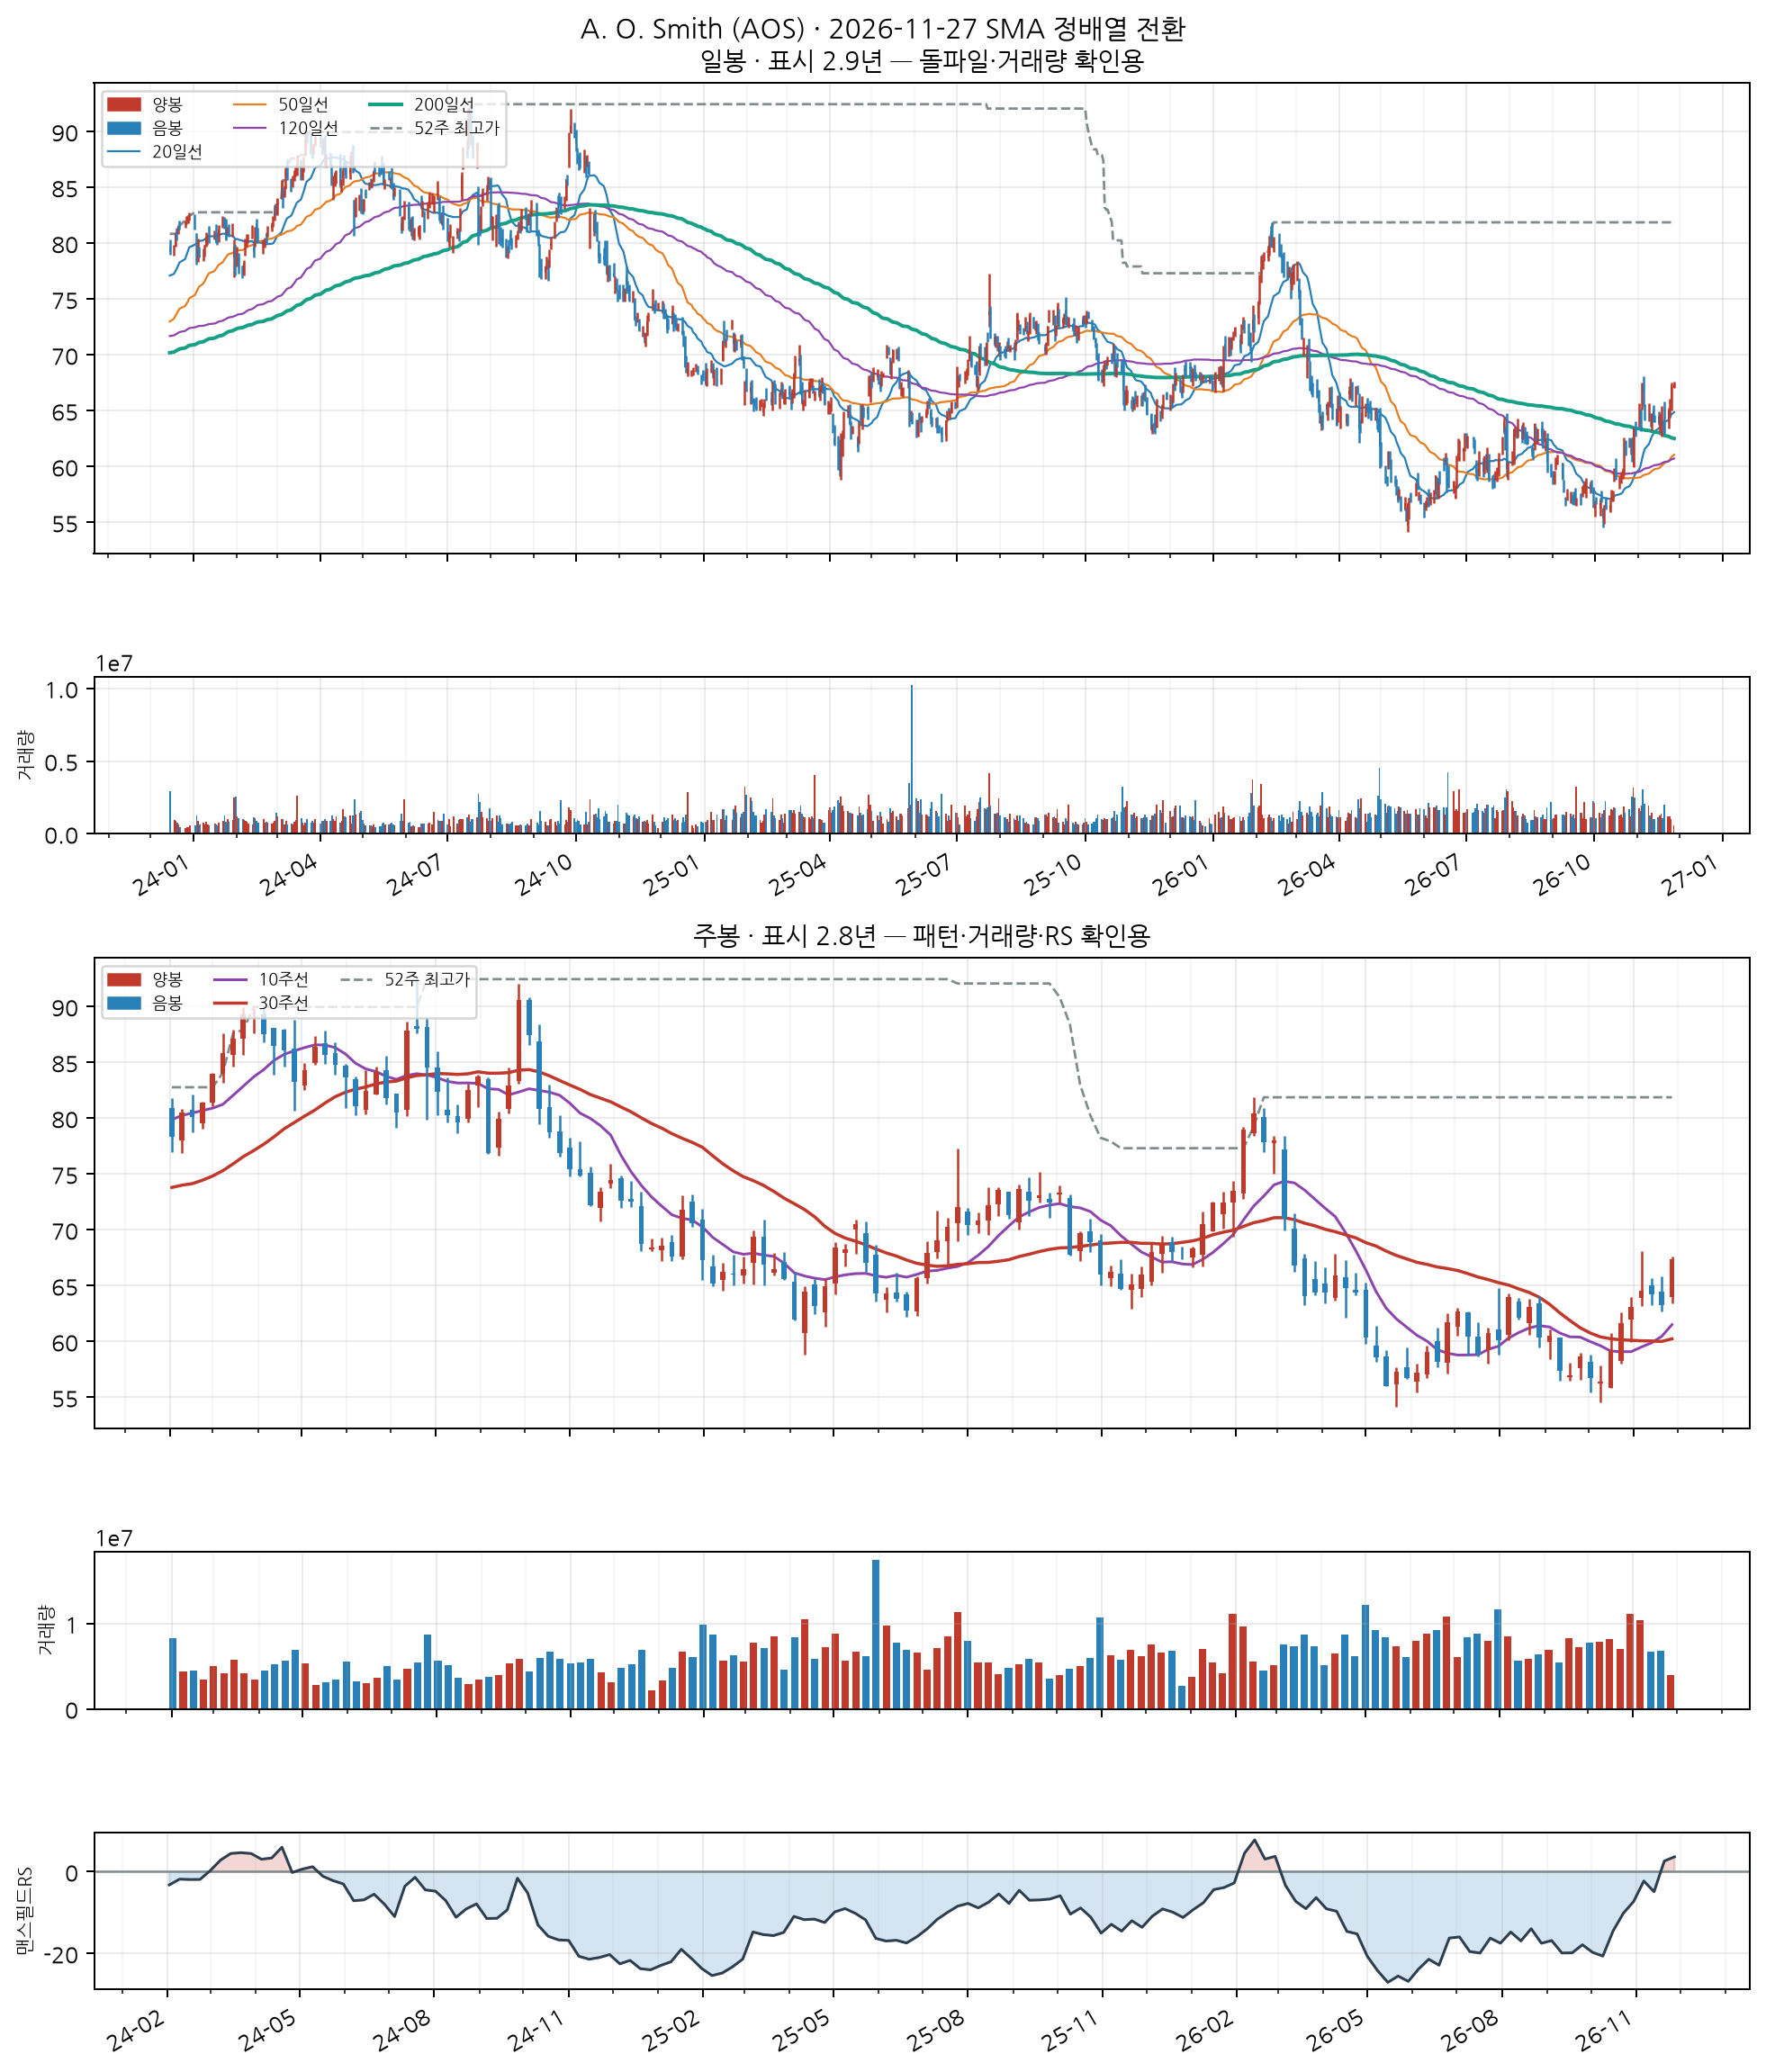 A. O. Smith (AOS) · 2026-11-27 SMA 정배열 전환
일봉 · 표시 2.9년 — 돌파일·거래량 확인용
양봉 50일선 200일선
음봉 120일선 52주 최고가
20일선
90
85
80
75
70
65
60
55
1e7
1.0
0.5
0.0
거래량
24-01 24-04 24-07 24-10 25-01 25-04 25-07 25-10 26-01 26-04 26-07 26-10 27-01
주봉 · 표시 2.8년 — 패턴·거래량·RS 확인용
양봉 10주선 52주 최고가
음봉 30주선
90
85
80
75
70
65
60
55
1e7
1
0
거래량
0
-20
맨스필드RS
24-02 24-05 24-08 24-11 25-02 25-05 25-08 25-11 26-02 26-05 26-08 26-11